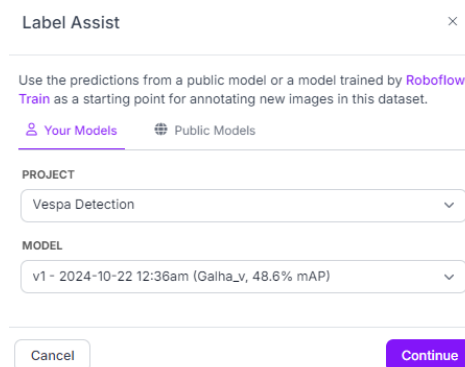 Label Assist
Use the predictions from a public model or a model trained by Roboflow
Train as a starting point for annotating new images in this dataset.
Your Models Public Models
PROJECT
Vespa Detection
MODEL
v1 - 2024-10-22 12:36am (Galha_v, 48.6% mAP)
Cancel Continue